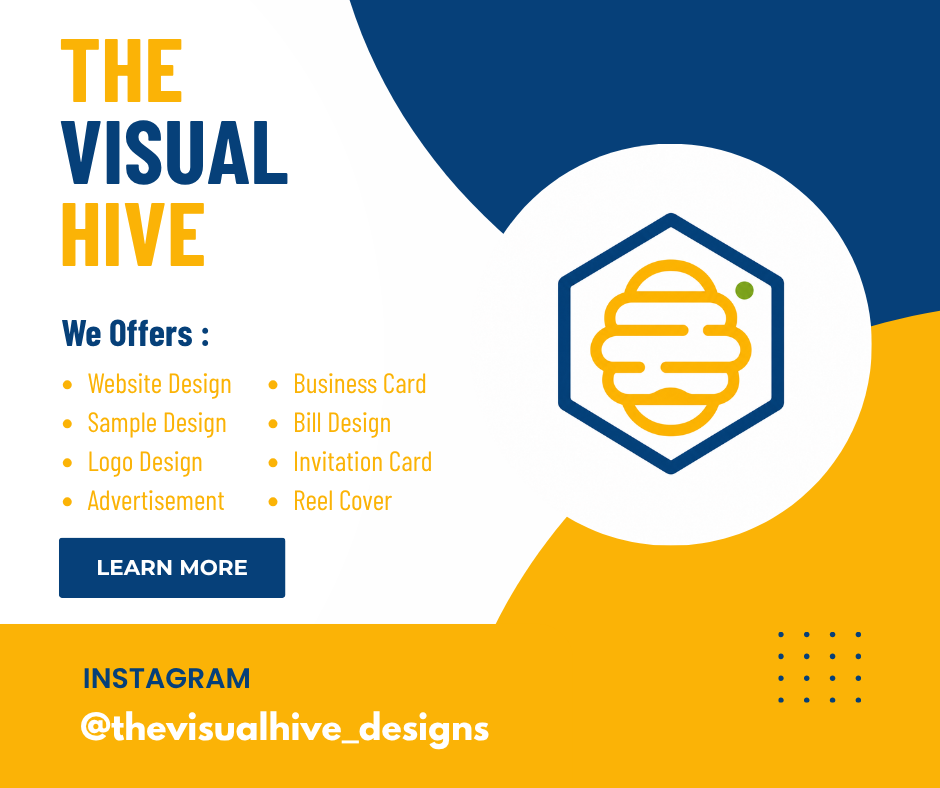 THE
VISUAL
HIVE
We Offers :
• Website Design
• Sample Design
• Logo Design
• Advertisement
• Business Card
• Bill Design
• Invitation Card
• Reel Cover
LEARN MORE
INSTAGRAM
@thevisualhive_designs